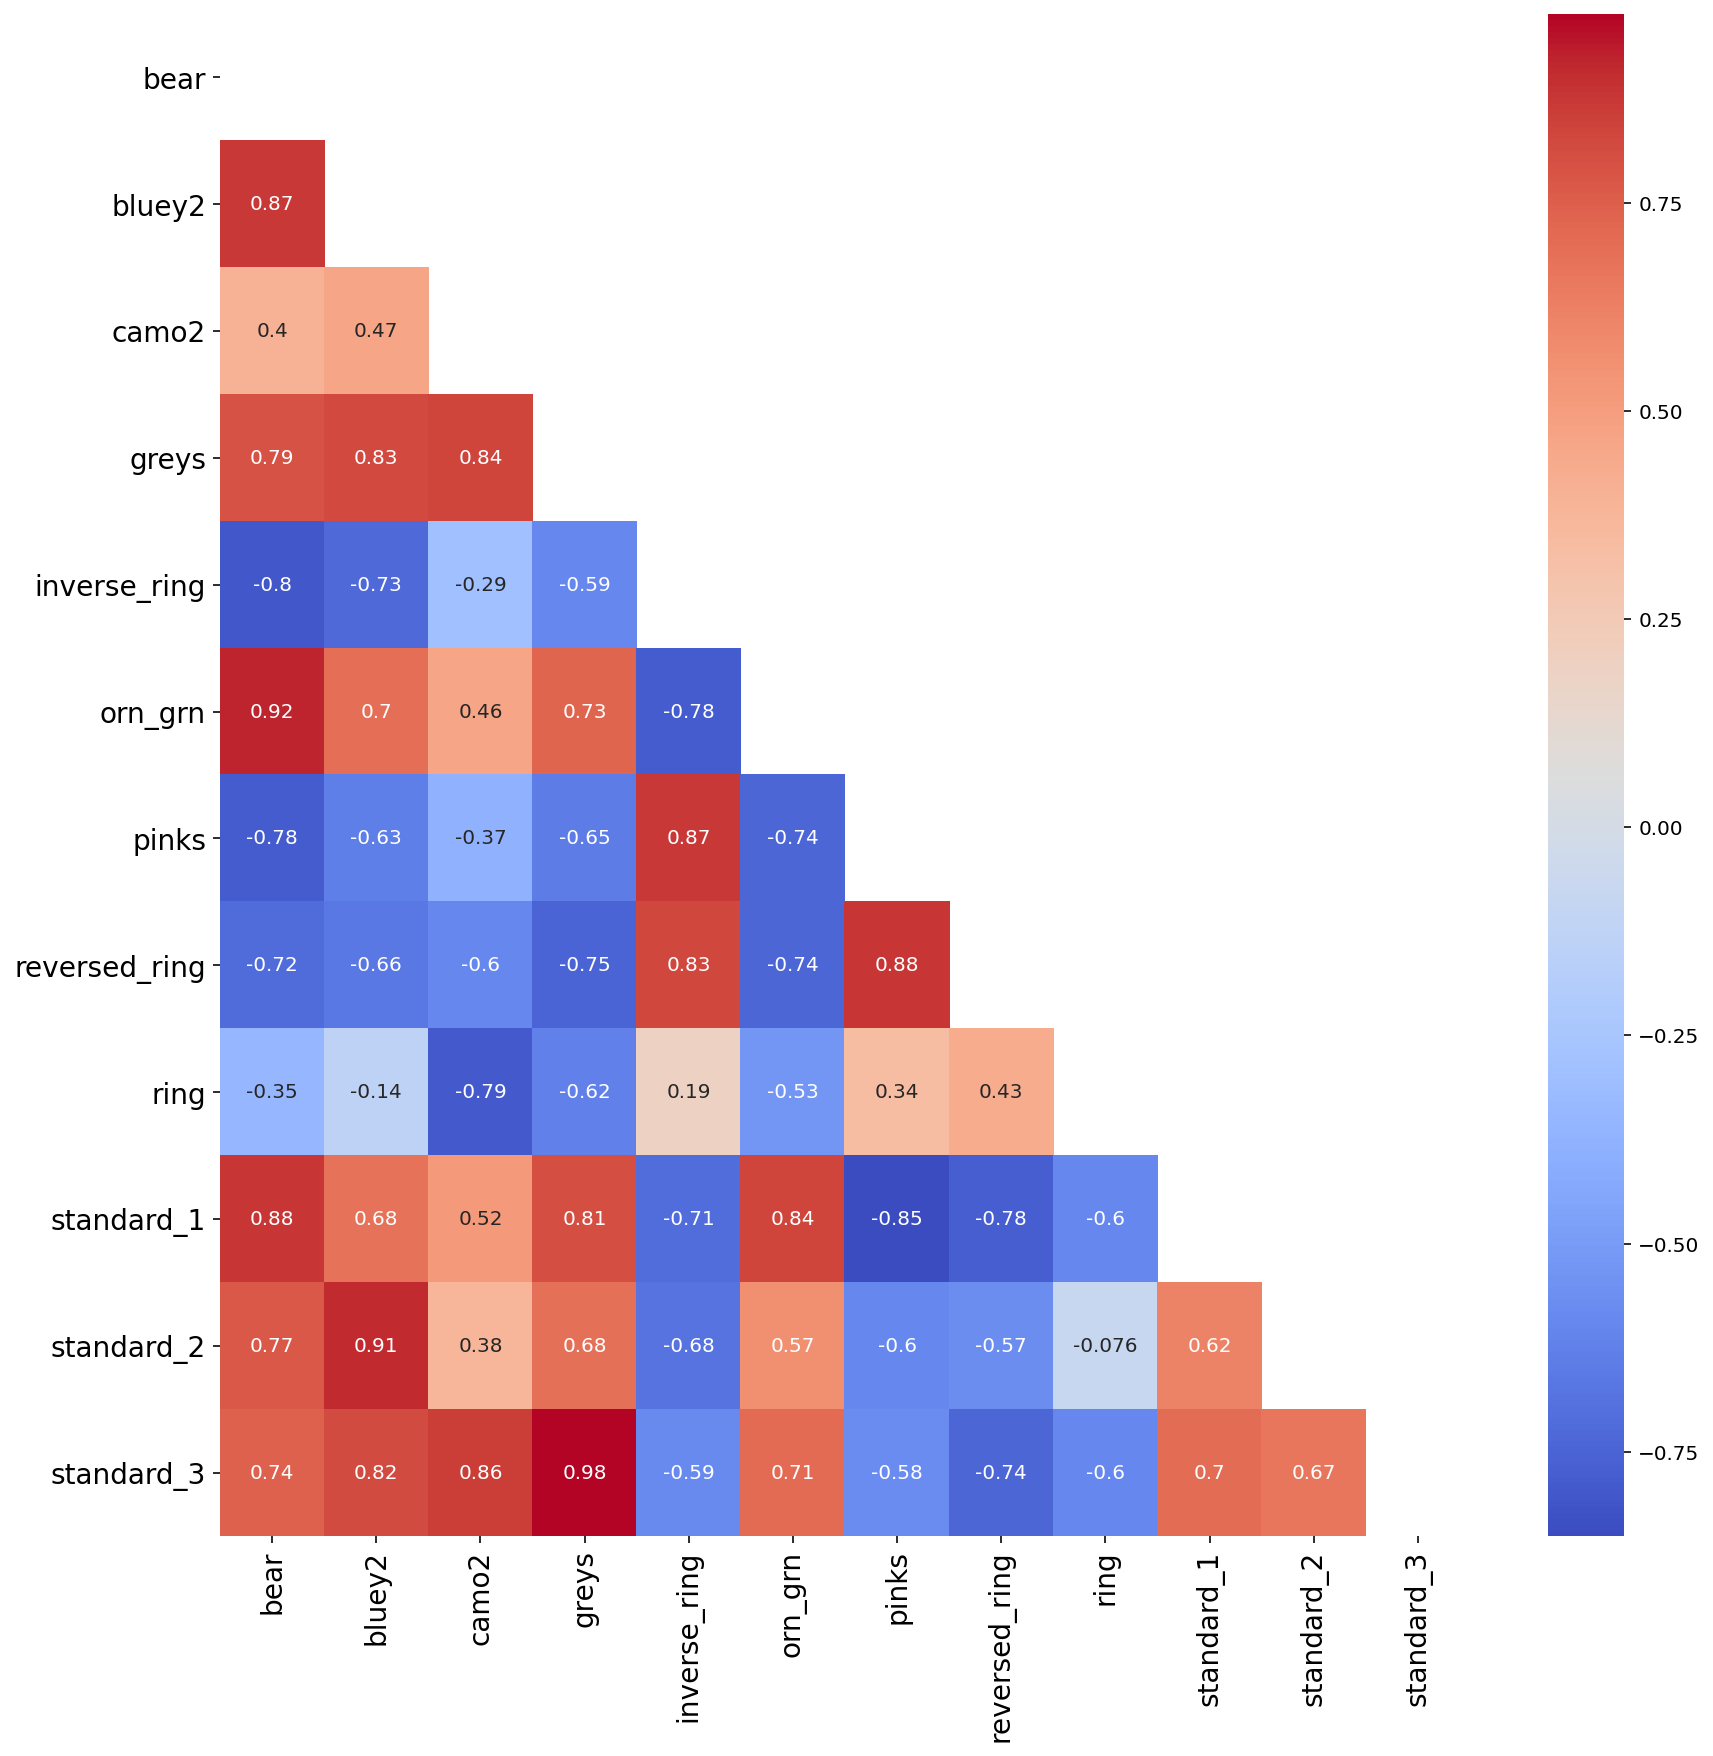 bear
bluey2 0.87
camo2 0.4 0.47
greys 0.79 0.83 0.84
inverse_ring -0.8 -0.73 -0.29 -0.59
orn_grn 0.92 0.7 0.46 0.73 -0.78
pinks -0.78 -0.63 -0.37 -0.65 0.87 -0.74
reversed_ring -0.72 -0.66 -0.6 -0.75 0.83 -0.74 0.88
ring -0.35 -0.14 -0.79 -0.62 0.19 -0.53 0.34 0.43
standard_1 0.88 0.68 0.52 0.81 -0.71 0.84 -0.85 -0.78 -0.6
standard_2 0.77 0.91 0.38 0.68 -0.68 0.57 -0.6 -0.57 -0.076 0.62
standard_3 0.74 0.82 0.86 0.98 -0.59 0.71 -0.58 -0.74 -0.6 0.7 0.67
bear bluey2 camo2 greys inverse_ring orn_grn pinks reversed_ring ring standard_1 standard_2 standard_3
0.75
0.50
0.25
0.00
−0.25
−0.50
−0.75